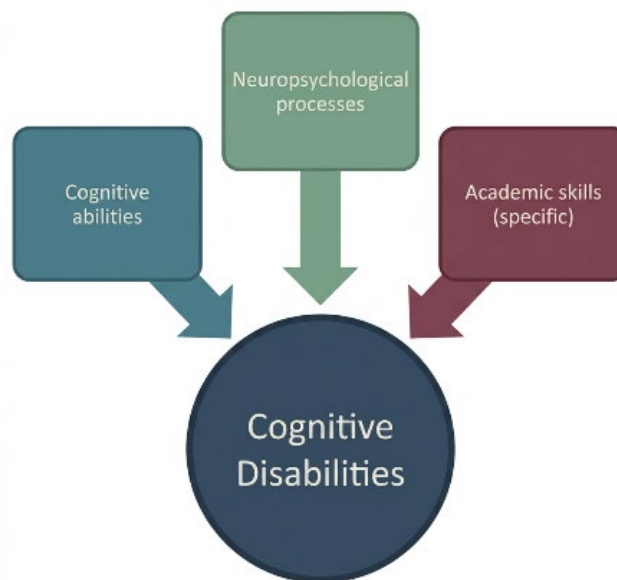 Neuropsychological
processes
Cognitive
abilities
Academic skills
(specific)
Cognitive
Disabilities